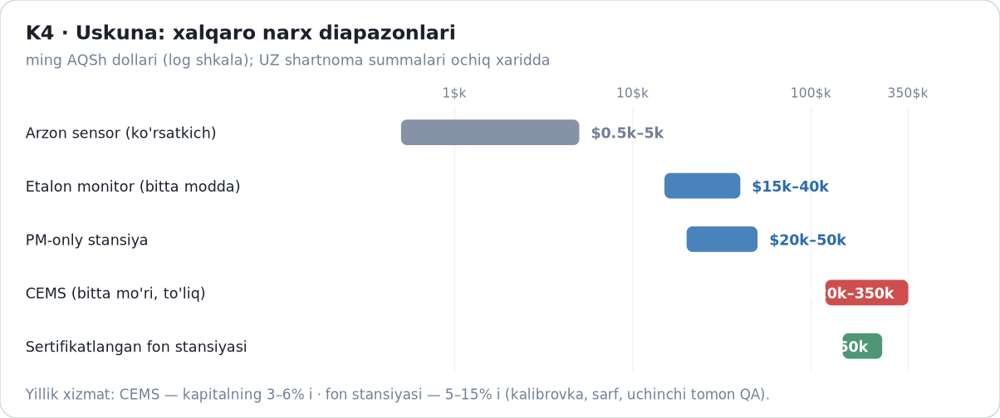 K4 · Uskuna: xalqaro narx diapazonlari
ming AQSh dollari (log shkala); UZ shartnoma summalari ochiq xaridda
1$k 10$k 100$k 350$k
Arzon sensor (ko'rsatkich) $0.5k–5k
Etalon monitor (bitta modda) $15k–40k
PM-only stansiya $20k–50k
CEMS (bitta mo'ri, to'liq) 0k–350k
Sertifikatlangan fon stansiyasi 50k
Yillik xizmat: CEMS — kapitalning 3–6% i · fon stansiyasi — 5–15% i (kalibrovka, sarf, uchinchi tomon QA).